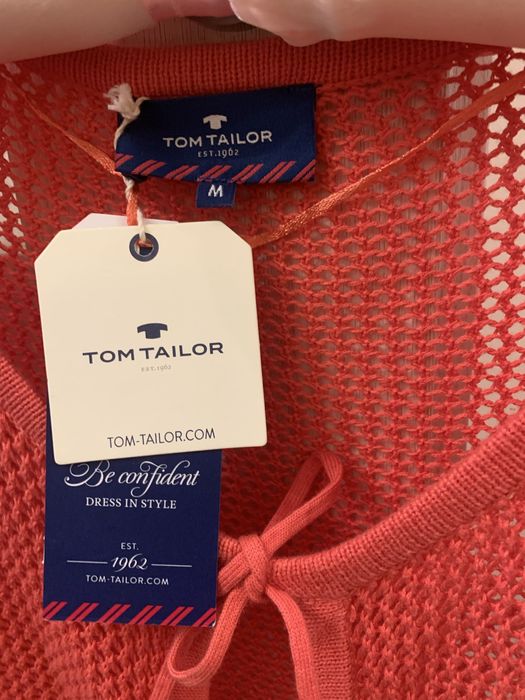 TOM TAILOR
EST.1962
M
TOM TAILOR
EST.1962
TOM-TAILOR.COM
Be confident
DRESS IN STYLE
EST.
1962
TOM-TAILOR.COM